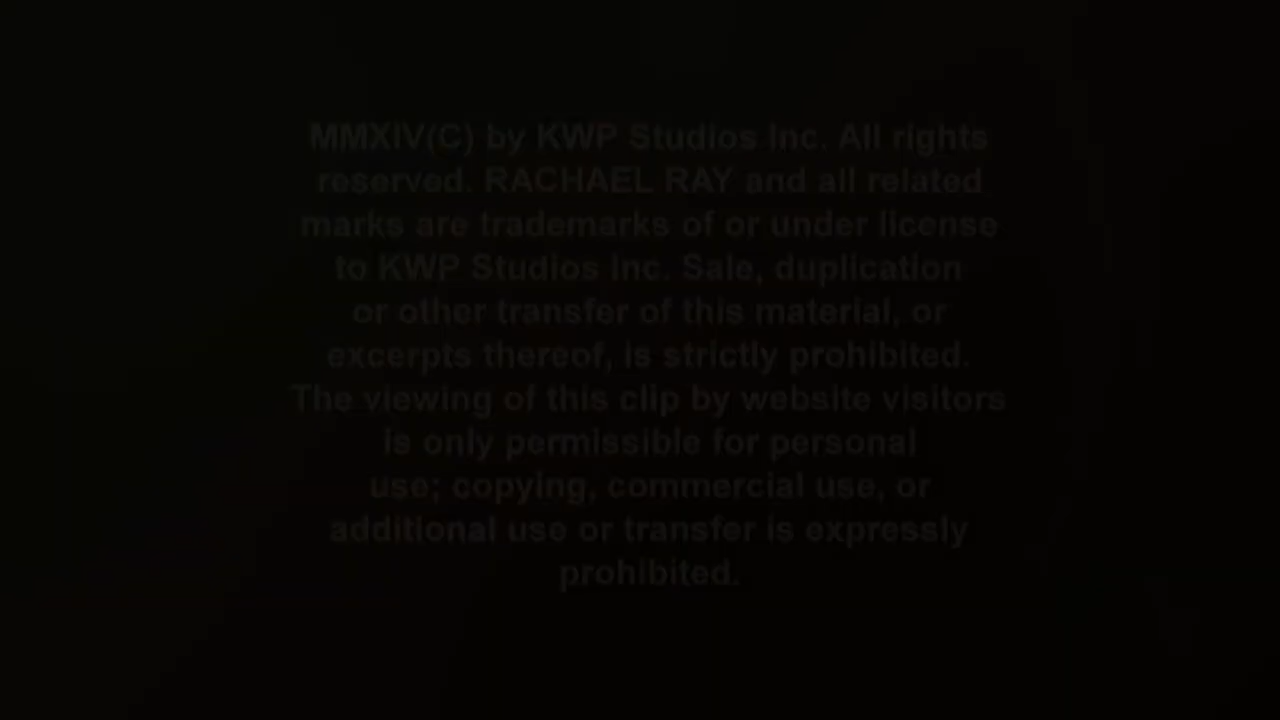 MMXIV(C) by KWP Studios Inc. All rights
reserved. RACHAEL RAY and all related
marks are trademarks of or under license
to KWP Studios Inc. Sale, duplication
or other transfer of this material, or
excerpts thereof, is strictly prohibited.
The viewing of this clip by website visitors
is only permissible for personal
use; copying, commercial use, or
additional use or transfer is expressly
prohibited.